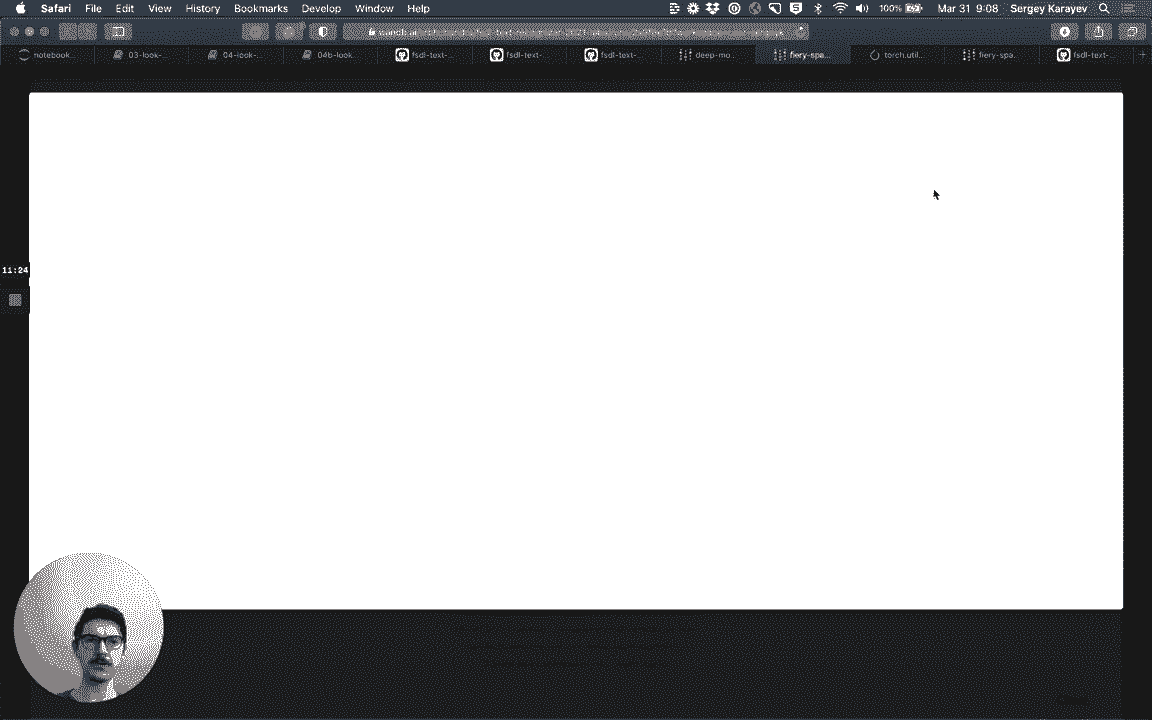 Safari File Edit View History Bookmarks Develop Window Help 100% Mar 31 9:08 Sergey Karayev
notebook... 03-look-... 04-look-... 04b-look... fsdl-text-... fsdl-text-... fsdl-text-... deep-mo... fiery-spa... torch.util... fiery-spa... fsdl-text-...
11:24